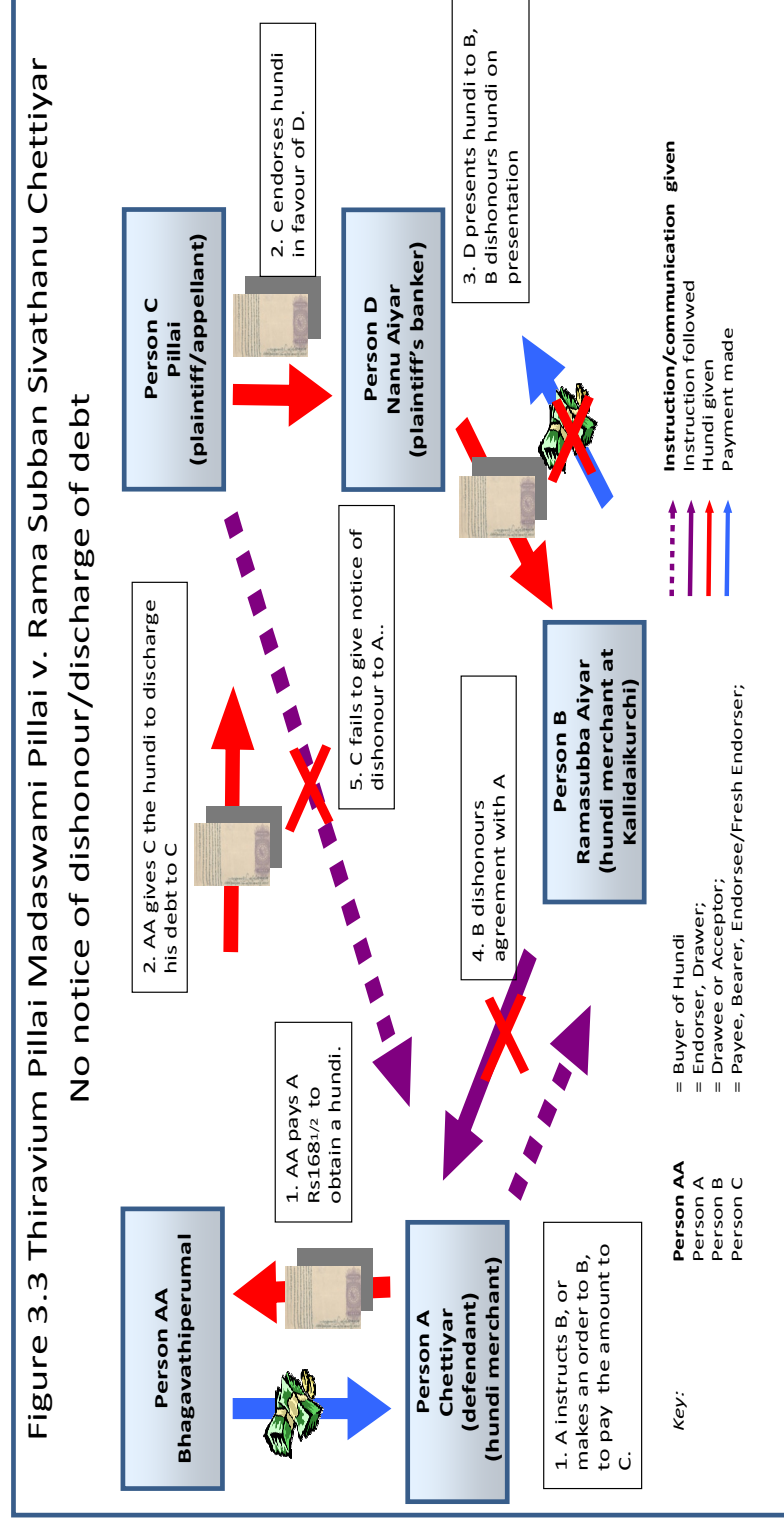 Figure 3.3 Thiravium Pillai Madaswami Pillai v. Rama Subban Sivathanu Chettiyar
No notice of dishonour/discharge of debt
Person AA
Bhagavathiperumal
1. AA pays A
Rs168 1/2 to
obtain a hundi.
2. AA gives C the hundi to discharge
his debt to C
Person C
Pillai
(plaintiff/appellant)
2. C endorses hundi
in favour of D.
Person A
Chettiyar
(defendant)
(hundi merchant)
5. C fails to give notice of
dishonour to A..
Person D
Nanu Aiyar
(plaintiff's banker)
3. D presents hundi to B,
B dishonours hundi on
presentation
4. B dishonours
agreement with A
1. A instructs B, or
makes an order to B,
to pay the amount to
C.
Person B
Ramasubba Aiyar
(hundi merchant at
Kallidaikurchi)
Key:
Person AA = Buyer of Hundi
Person A = Endorser, Drawer;
Person B = Drawee or Acceptor;
Person C = Payee, Bearer, Endorsee/Fresh Endorser;
Instruction/communication given
Instruction followed
Hundi given
Payment made